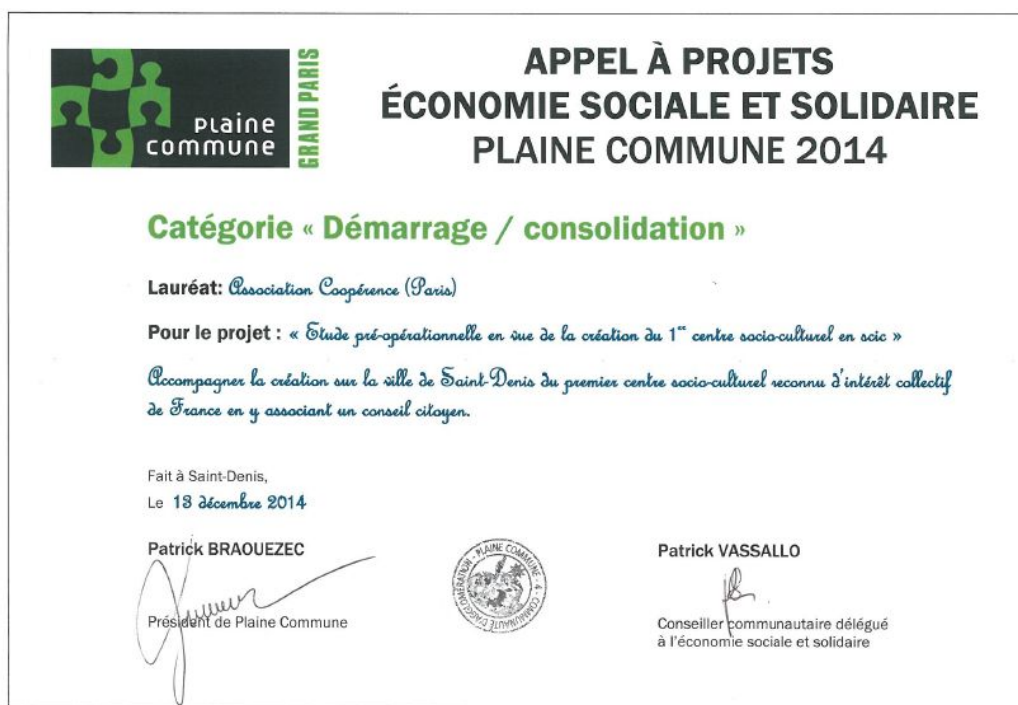 plaine
commune
GRAND PARIS
APPEL À PROJETS
ÉCONOMIE SOCIALE ET SOLIDAIRE
PLAINE COMMUNE 2014
Catégorie « Démarrage / consolidation »
Lauréat: Association Coopérence (Paris)
Pour le projet : « Etude pré-opérationnelle en vue de la création du 1er centre socio-culturel en scic »
Accompagner la création sur la ville de Saint-Denis du premier centre socio-culturel reconnu d'intérêt collectif
de France en y associant un conseil citoyen.
Fait à Saint-Denis,
Le 13 décembre 2014
Patrick BRAOUEZEC
Président de Plaine Commune
PLAINE COMMUNE - 4 - COMMUNAUTÉ D'AGGLOMÉRATION -
Patrick VASSALLO
Conseiller communautaire délégué
à l'économie sociale et solidaire